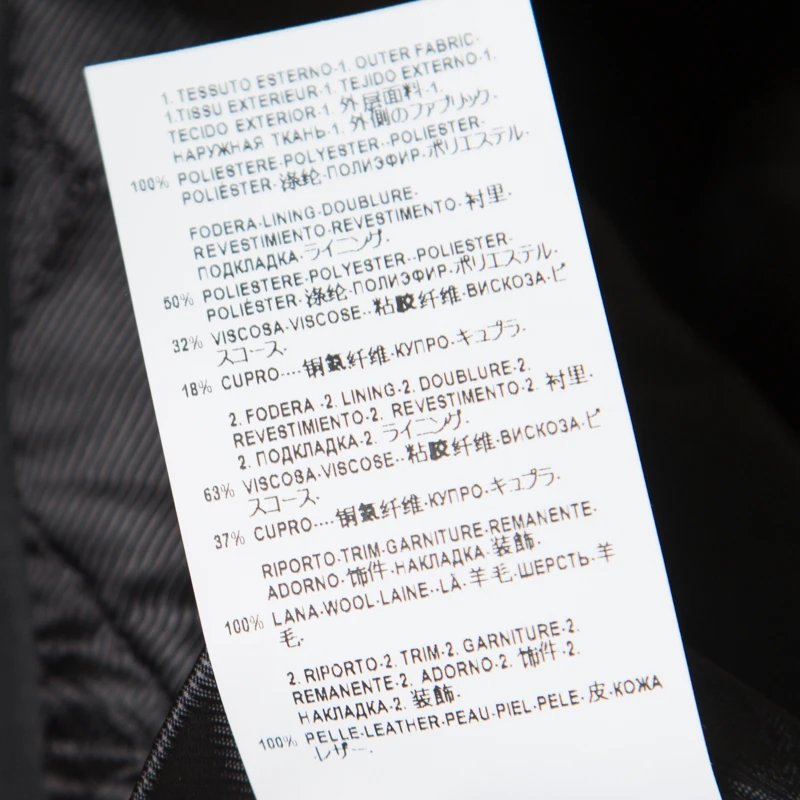 1. TESSUTO ESTERNO-1. OUTER FABRIC-
1.TISSU EXTERIEUR-1. TEJIDO EXTERNO-1.
TECIDO EXTERIOR-1. 外层面料-1.
НАРУЖНАЯ ТКАНЬ-1. 外側のファブリック-
100% POLIESTERE-POLYESTER--POLIESTER-
POLIÈSTER-涤纶-ПОЛИЭФИР-ポリエステル-
FODERA-LINING-DOUBLURE-
REVESTIMIENTO-REVESTIMENTO-衬里-
ПОДКЛАДКА-ライニング-
50% POLIESTERE-POLYESTER--POLIESTER-
POLIÈSTER-涤纶-ПОЛИЭФИР-ポリエステル-
32% VISCOSA-VISCOSE--粘胶纤维-ВИСКОЗА-ビ
スコース-
18% CUPRO----铜氨纤维-КУПРО-キュプラ-
2. FODERA -2. LINING-2. DOUBLURE-2.
REVESTIMIENTO-2. REVESTIMENTO-2. 衬里-
2. ПОДКЛАДКА-2. ライニング-
63% VISCOSA-VISCOSE--粘胶纤维-ВИСКОЗА-ビ
スコース-
37% CUPRO----铜氨纤维-КУПРО-キュプラ-
RIPORTO-TRIM-GARNITURE-REMANENTE-
ADORNO-饰件-НАКЛАДКА-装飾-
100% LANA-WOOL-LAINE--LÃ-羊毛-ШЕРСТЬ-羊
毛-
2. RIPORTO-2. TRIM-2. GARNITURE-2.
REMANENTE-2. ADORNO-2. 饰件-2.
НАКЛАДКА-2. 装飾-
100% PELLE-LEATHER-PEAU-PIEL-PELE-皮-КОЖА
レザー-